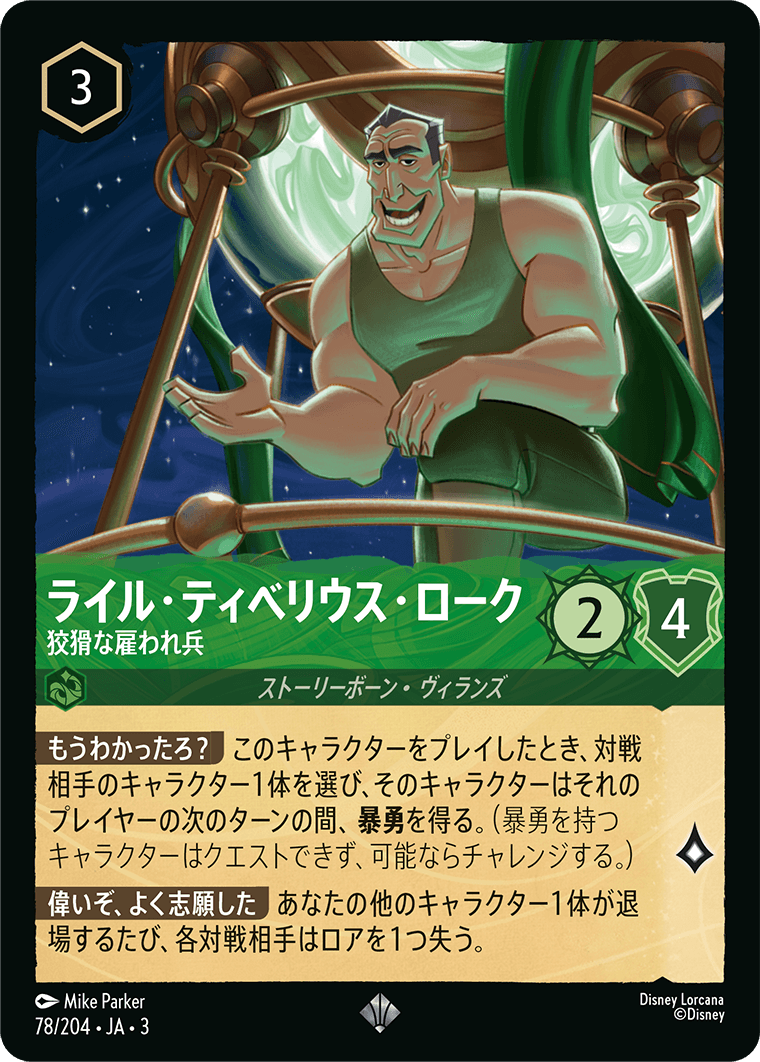 3
ライル・ティベリウス・ローク
狡猾な雇われ兵
2
4
ストーリーボーン・ヴィランズ
もうわかったろ? このキャラクターをプレイしたとき、対戦
相手のキャラクター1体を選び、そのキャラクターはそれの
プレイヤーの次のターンの間、暴勇を得る。(暴勇を持つ
キャラクターはクエストできず、可能ならチャレンジする。)
偉いぞ、よく志願した あなたの他のキャラクター1体が退
場するたび、各対戦相手はロアを1つ失う。
Mike Parker
78/204・JA・3
Disney Lorcana
©Disney